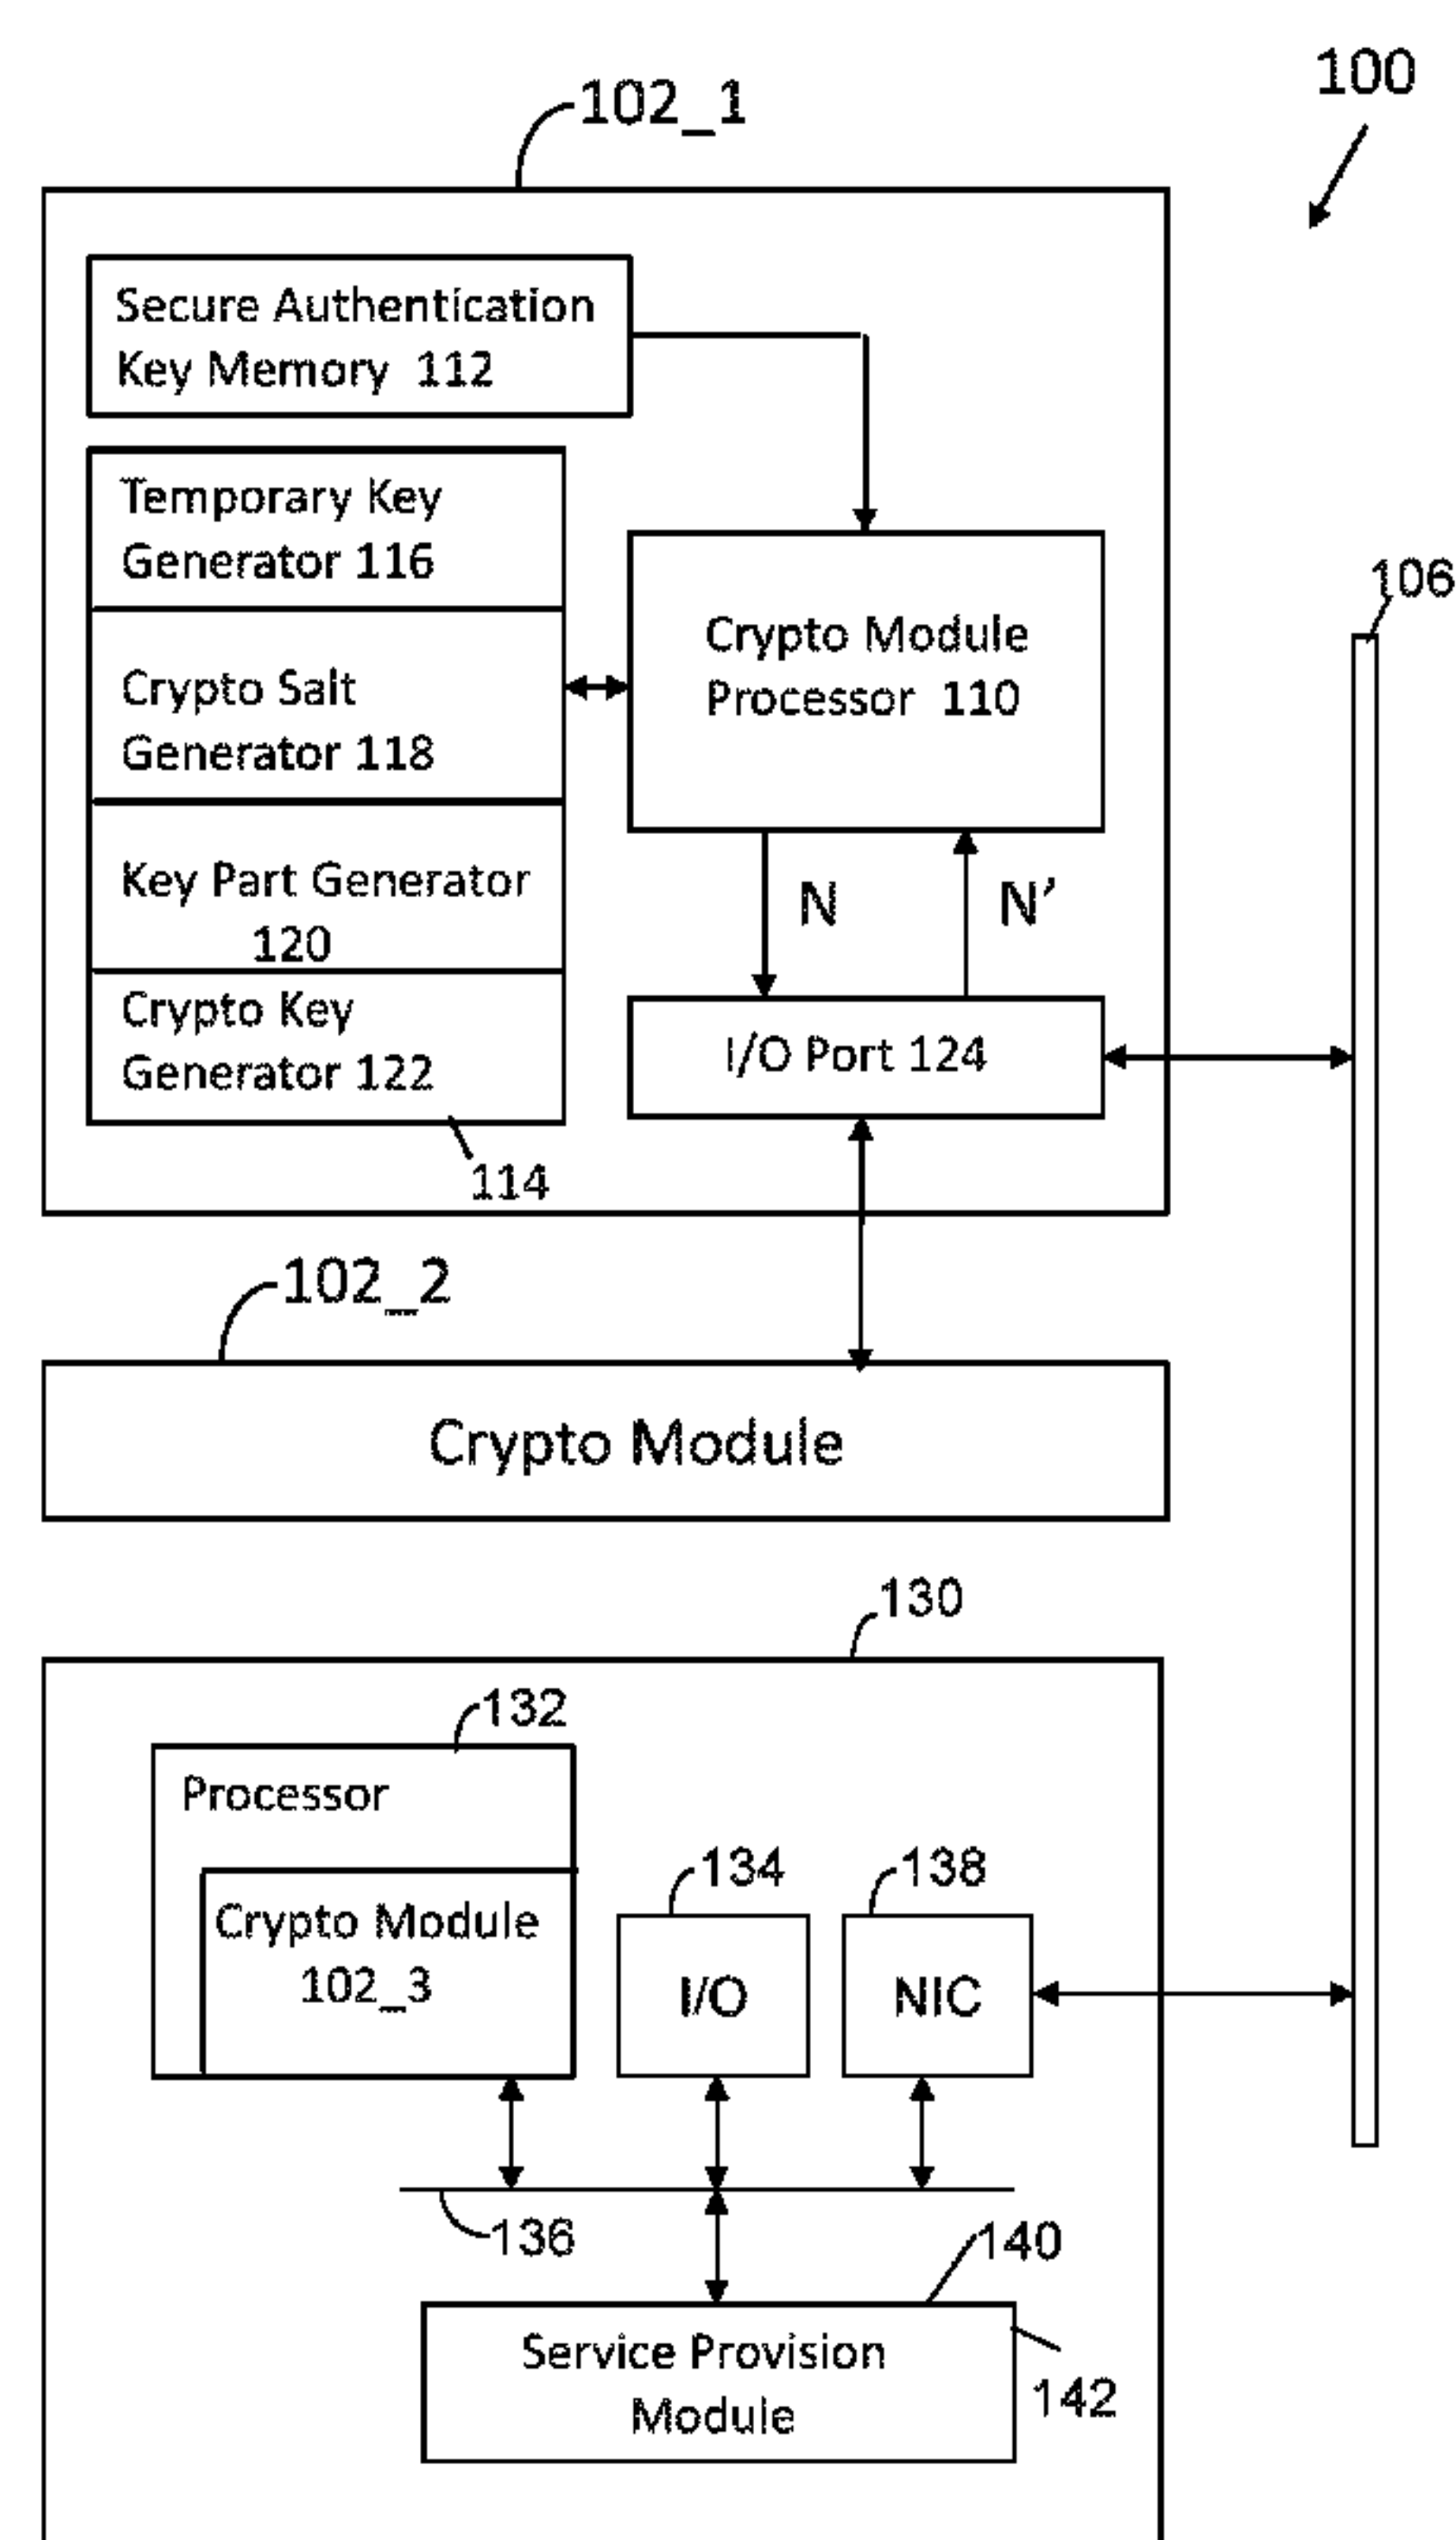 100
102_1
Secure Authentication
Key Memory 112
Temporary Key
Generator 116
Crypto Salt
Generator 118
Key Part Generator
120
Crypto Key
Generator 122
114
Crypto Module
Processor 110
N
N’
I/O Port 124
106
102_2
Crypto Module
130
132
Processor
Crypto Module
102_3
134
I/O
138
NIC
136
140
Service Provision
Module
142